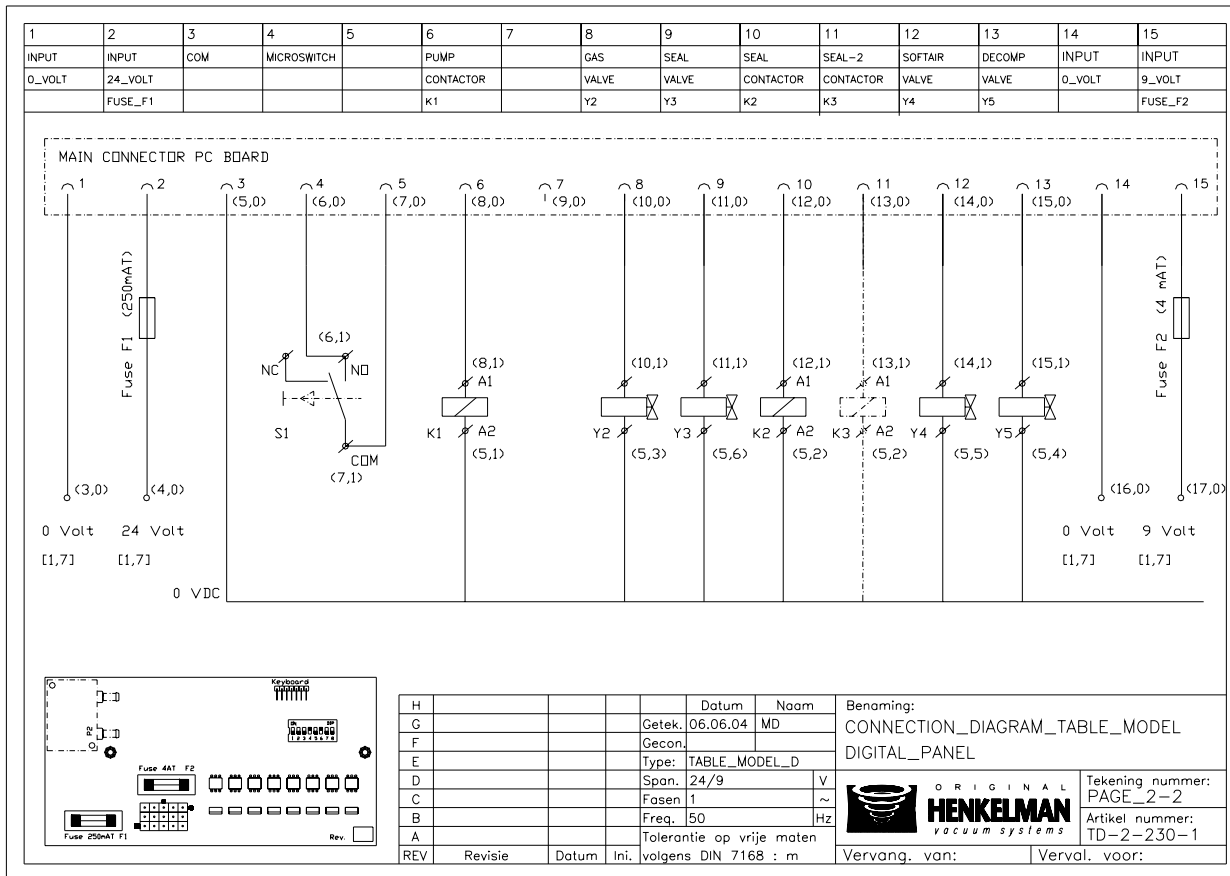 1 2 3 4 5 6 7 8 9 10 11 12 13 14 15
INPUT INPUT COM MICROSWITCH PUMP GAS SEAL SEAL SEAL-2 SOFTAIR DECOMP INPUT INPUT
0_VOLT 24_VOLT CONTACTOR VALVE VALVE CONTACTOR CONTACTOR VALVE VALVE 0_VOLT 9_VOLT
FUSE_F1 K1 Y2 Y3 K2 K3 Y4 Y5 FUSE_F2
MAIN CONNECTOR PC BOARD
1 2 3 4 5 6 7 8 9 10 11 12 13 14 15
(5,0) (6,0) (7,0) (8,0) (9,0) (10,0) (11,0) (12,0) (13,0) (14,0) (15,0)
Fuse F1 (250mAT)
Fuse F2 (4 mAT)
(6,1)
NC NO
S1
COM
(7,1)
(8,1) (10,1) (11,1) (12,1) (13,1) (14,1) (15,1)
A1 A1 A1
K1 A2 Y2 Y3 K2 A2 K3 A2 Y4 Y5
(5,1) (5,3) (5,6) (5,2) (5,2) (5,5) (5,4)
(3,0) (4,0) (16,0) (17,0)
0 Volt 24 Volt 0 Volt 9 Volt
[1,7] [1,7] [1,7] [1,7]
0 VDC
Keyboard
P2
ON DIP
1 2 3 4 5 6 7 8
Fuse 4AT F2
Fuse 250mAT F1
Rev.
H Datum Naam
G Getek. 06.06.04 MD
F Gecon.
E Type: TABLE_MODEL_D
D Span. 24/9 V
C Fasen 1 ~
B Freq. 50 Hz
A Tolerantie op vrije maten
REV Revisie Datum Ini. volgens DIN 7168 : m
Benaming:
CONNECTION_DIAGRAM_TABLE_MODEL
DIGITAL_PANEL
ORIGINAL
HENKELMAN
vacuum systems
Tekening nummer:
PAGE_2-2
Artikel nummer:
TD-2-230-1
Vervang. van: Verval. voor: